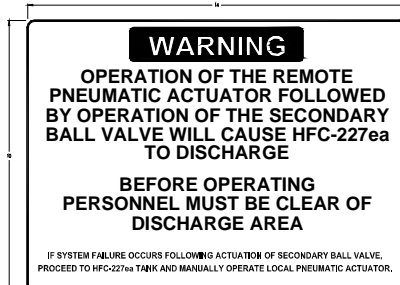 WARNING
OPERATION OF THE REMOTE
PNEUMATIC ACTUATOR FOLLOWED
BY OPERATION OF THE SECONDARY
BALL VALVE WILL CAUSE HFC-227ea
TO DISCHARGE
BEFORE OPERATING
PERSONNEL MUST BE CLEAR OF
DISCHARGE AREA
IF SYSTEM FAILURE OCCURS FOLLOWING ACTUATION OF SECONDARY BALL VALVE,
PROCEED TO HFC-227ea TANK AND MANUALLY OPERATE LOCAL PNEUMATIC ACTUATOR.